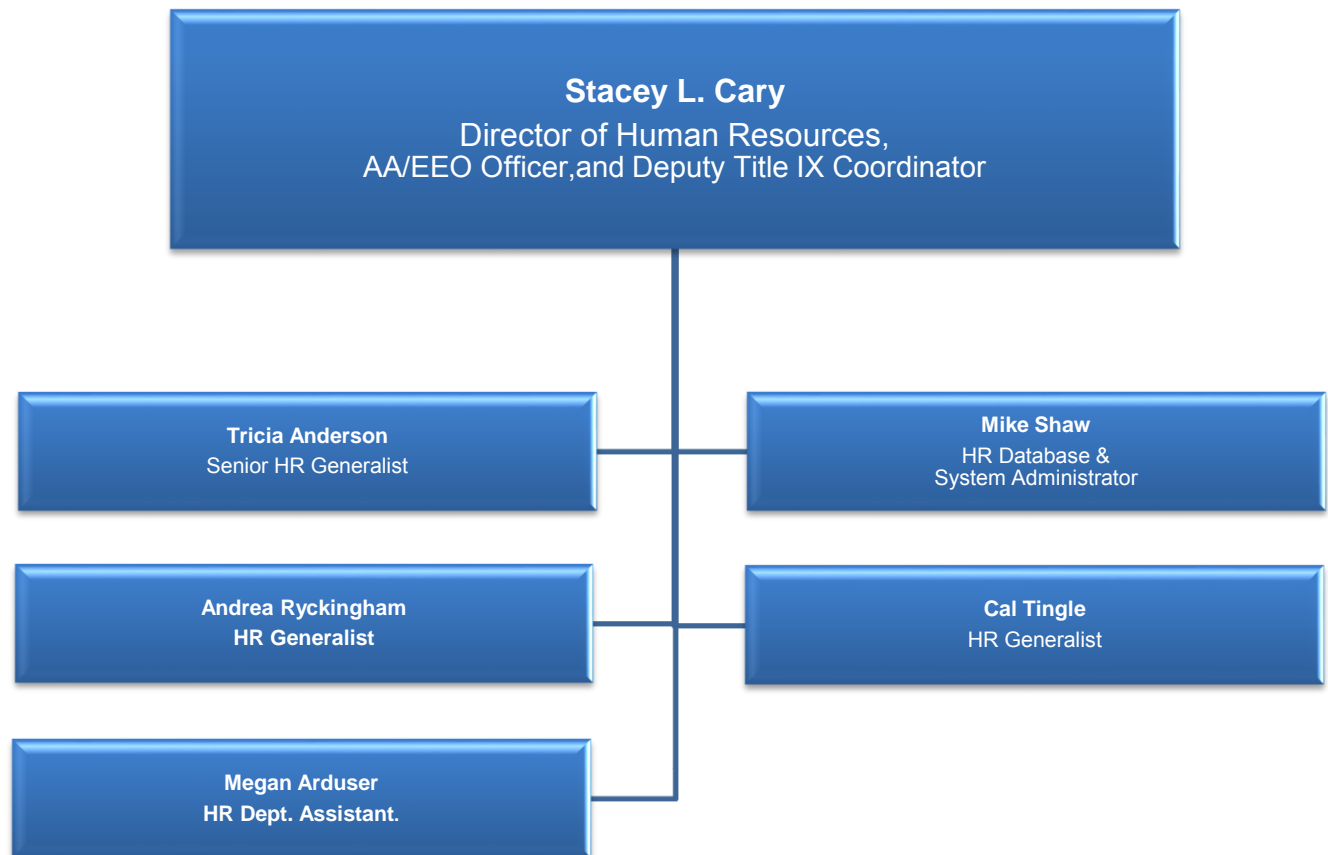 Stacey L. Cary
Director of Human Resources,
AA/EEO Officer,and Deputy Title IX Coordinator
Tricia Anderson
Senior HR Generalist
Mike Shaw
HR Database &
System Administrator
Andrea Ryckingham
HR Generalist
Cal Tingle
HR Generalist
Megan Arduser
HR Dept. Assistant.